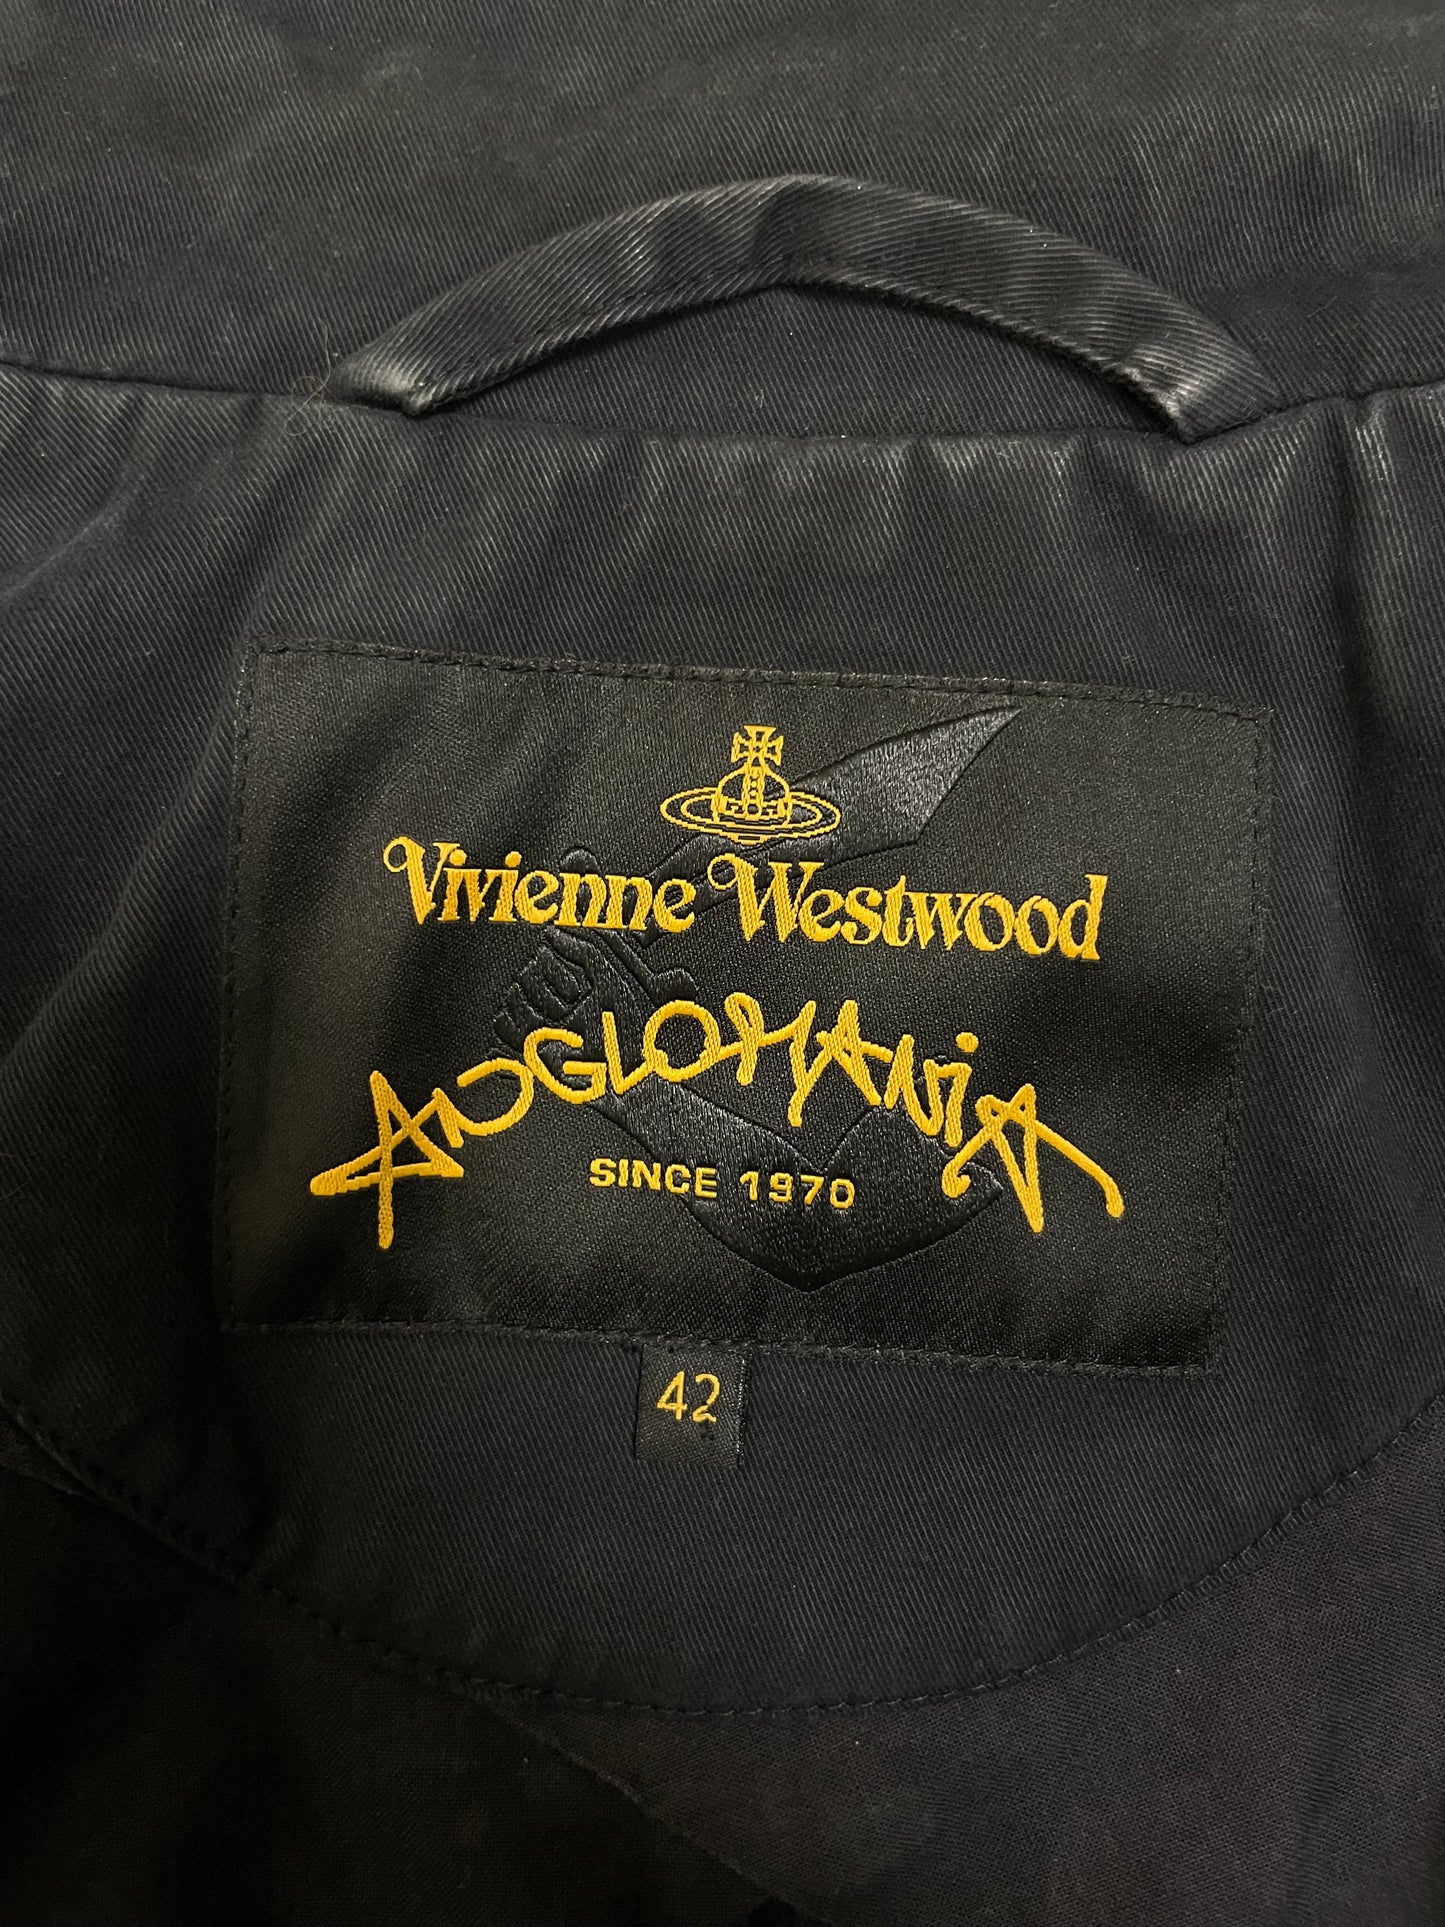 Vivienne Westwood
ANGLOMANiA
SINCE 1970
42